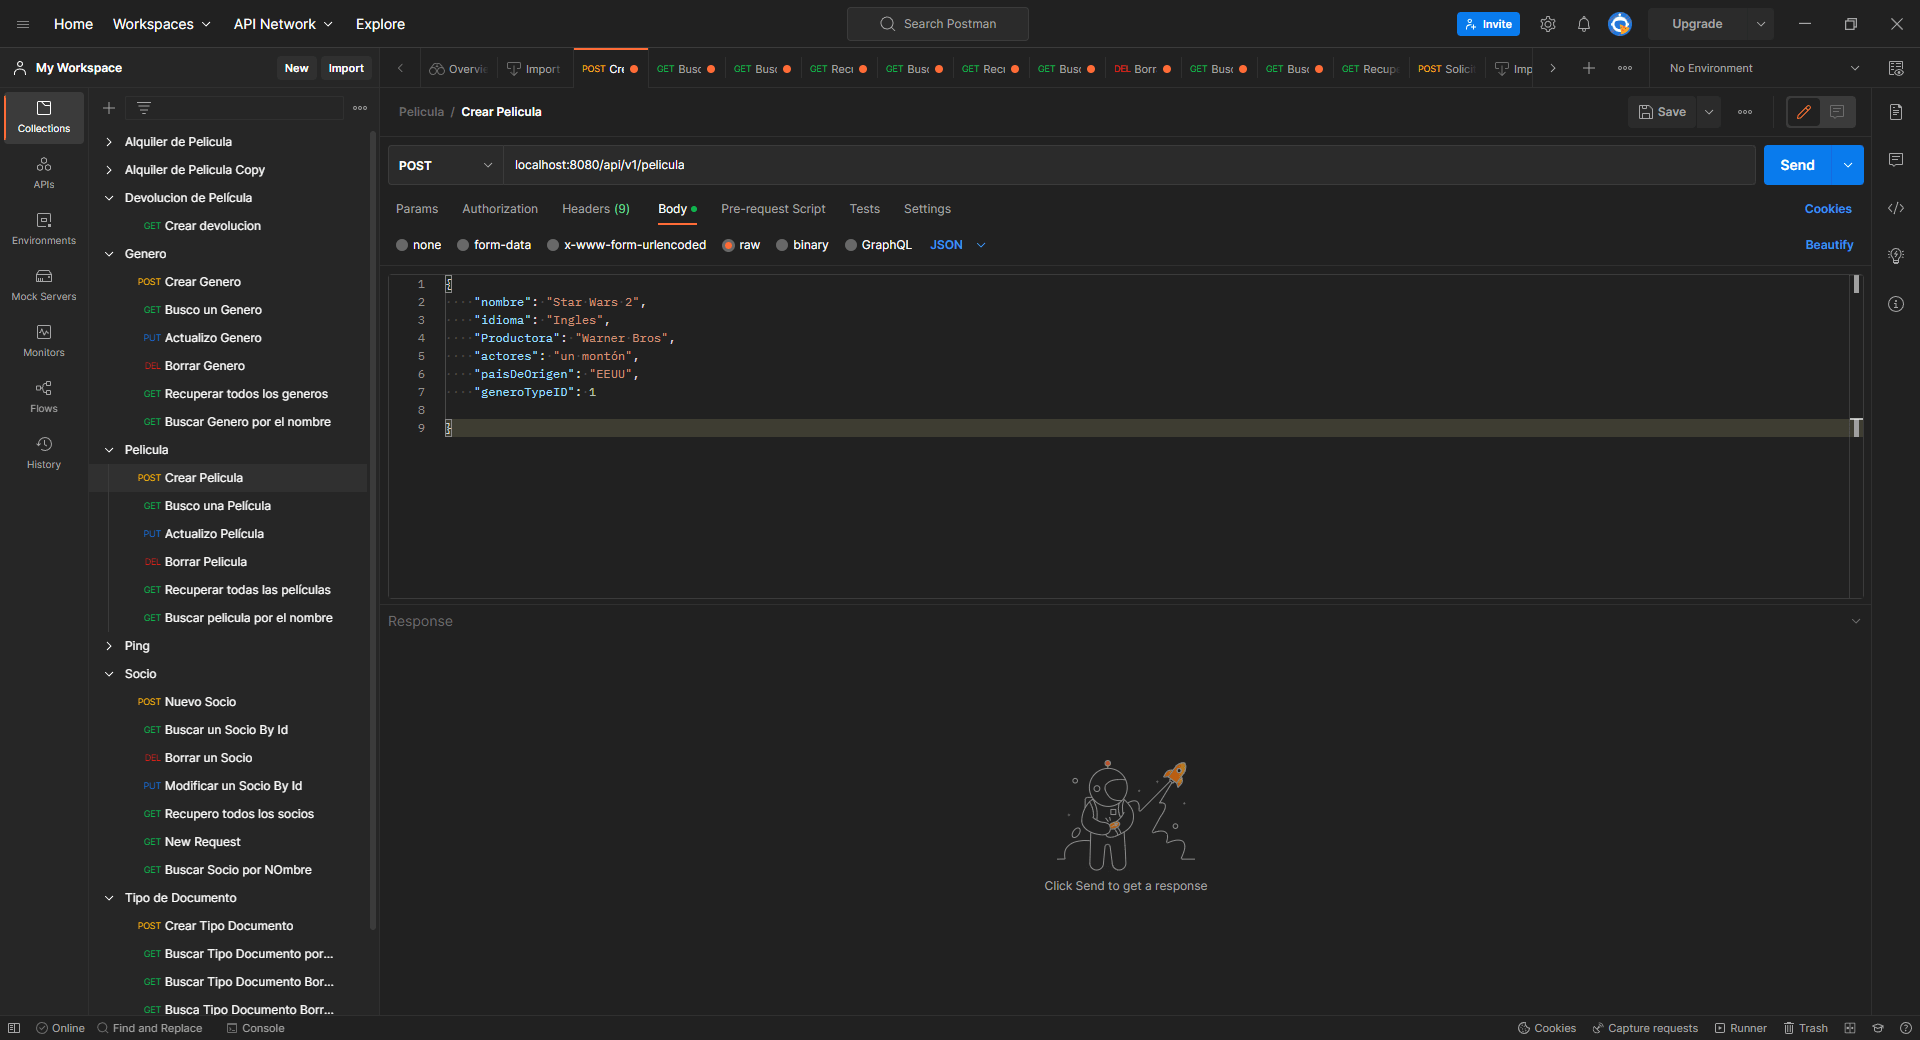 Home Workspaces API Network Explore
Search Postman
Invite
Upgrade
My Workspace
New Import
Overvie
Import
POST Cre
GET Busc
GET Busc
GET Recu
GET Busc
GET Recu
GET Busc
DEL Borr
GET Busc
GET Busc
GET Recupe
POST Solicit
Imp
No Environment
Collections
APIs
Environments
Mock Servers
Monitors
Flows
History
Alquiler de Pelicula
Alquiler de Pelicula Copy
Devolucion de Película
GET Crear devolucion
Genero
POST Crear Genero
GET Busco un Genero
PUT Actualizo Genero
DEL Borrar Genero
GET Recuperar todos los generos
GET Buscar Genero por el nombre
Pelicula
POST Crear Pelicula
GET Busco una Película
PUT Actualizo Película
DEL Borrar Pelicula
GET Recuperar todas las películas
GET Buscar pelicula por el nombre
Ping
Socio
POST Nuevo Socio
GET Buscar un Socio By Id
DEL Borrar un Socio
PUT Modificar un Socio By Id
GET Recupero todos los socios
GET New Request
GET Buscar Socio por NOmbre
Tipo de Documento
POST Crear Tipo Documento
GET Buscar Tipo Documento por...
GET Buscar Tipo Documento Bor...
GET Busca Tipo Documento Borr...
Pelicula / Crear Pelicula
Save
POST
localhost:8080/api/v1/pelicula
Send
Params Authorization Headers (9) Body Pre-request Script Tests Settings
Cookies
none form-data x-www-form-urlencoded raw binary GraphQL JSON
Beautify
1 {
2 ····"nombre":·"Star·Wars·2",
3 ····"idioma":·"Ingles",
4 ····"Productora":·"Warner·Bros",
5 ····"actores":·"un·montón",
6 ····"paisDeOrigen":·"EEUU",
7 ····"generoTypeID":·1
8
9 }
Response
Click Send to get a response
Online Find and Replace Console
Cookies Capture requests Runner Trash